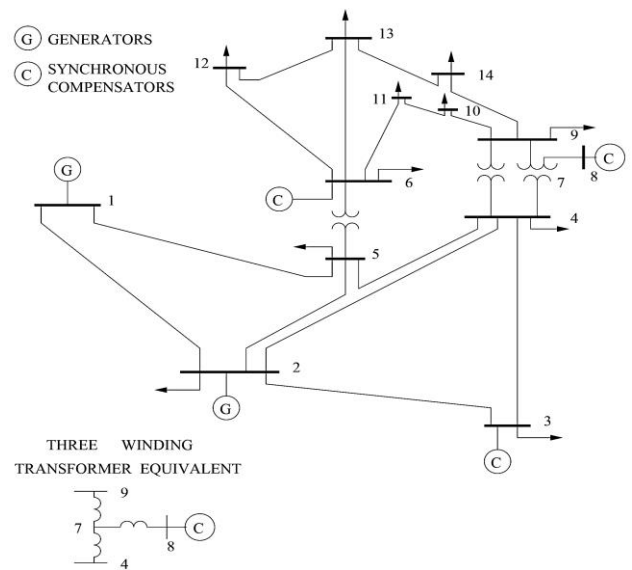 G GENERATORS
C SYNCHRONOUS
COMPENSATORS
13
12
14
11
10
9
G
C
7
8
C
6
1
4
5
2
G
3
C
THREE WINDING
TRANSFORMER EQUIVALENT
9
7
C
8
4